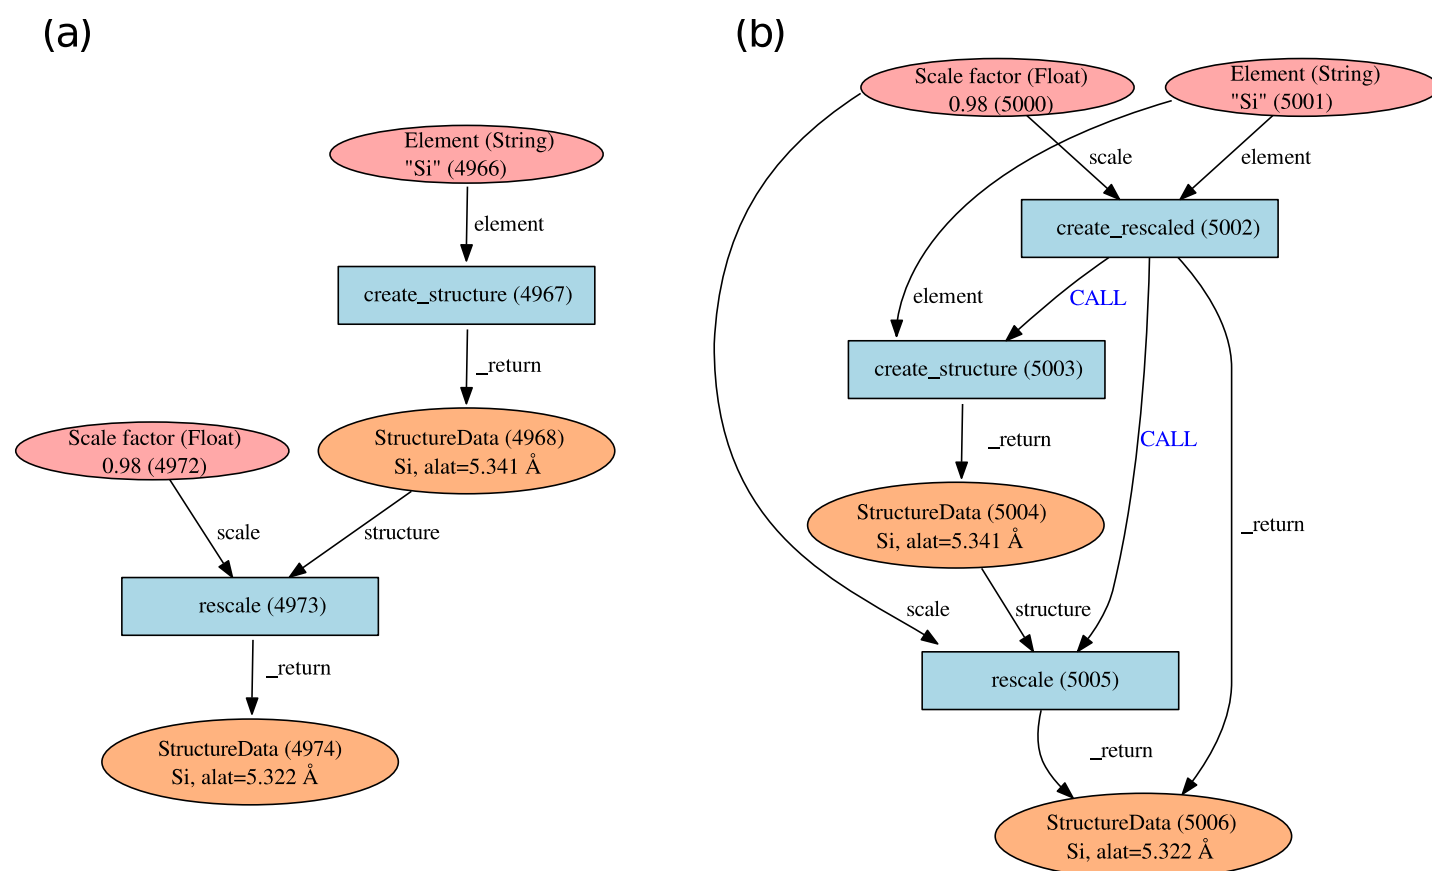 (a)
Element (String)
"Si" (4966)
element
create_structure (4967)
_return
Scale factor (Float)
0.98 (4972)
StructureData (4968)
Si, alat=5.341 Å
scale
structure
rescale (4973)
_return
StructureData (4974)
Si, alat=5.322 Å
(b)
Scale factor (Float)
0.98 (5000)
Element (String)
"Si" (5001)
scale
element
create_rescaled (5002)
element
CALL
create_structure (5003)
_return
CALL
StructureData (5004)
Si, alat=5.341 Å
_return
scale
structure
rescale (5005)
_return
StructureData (5006)
Si, alat=5.322 Å